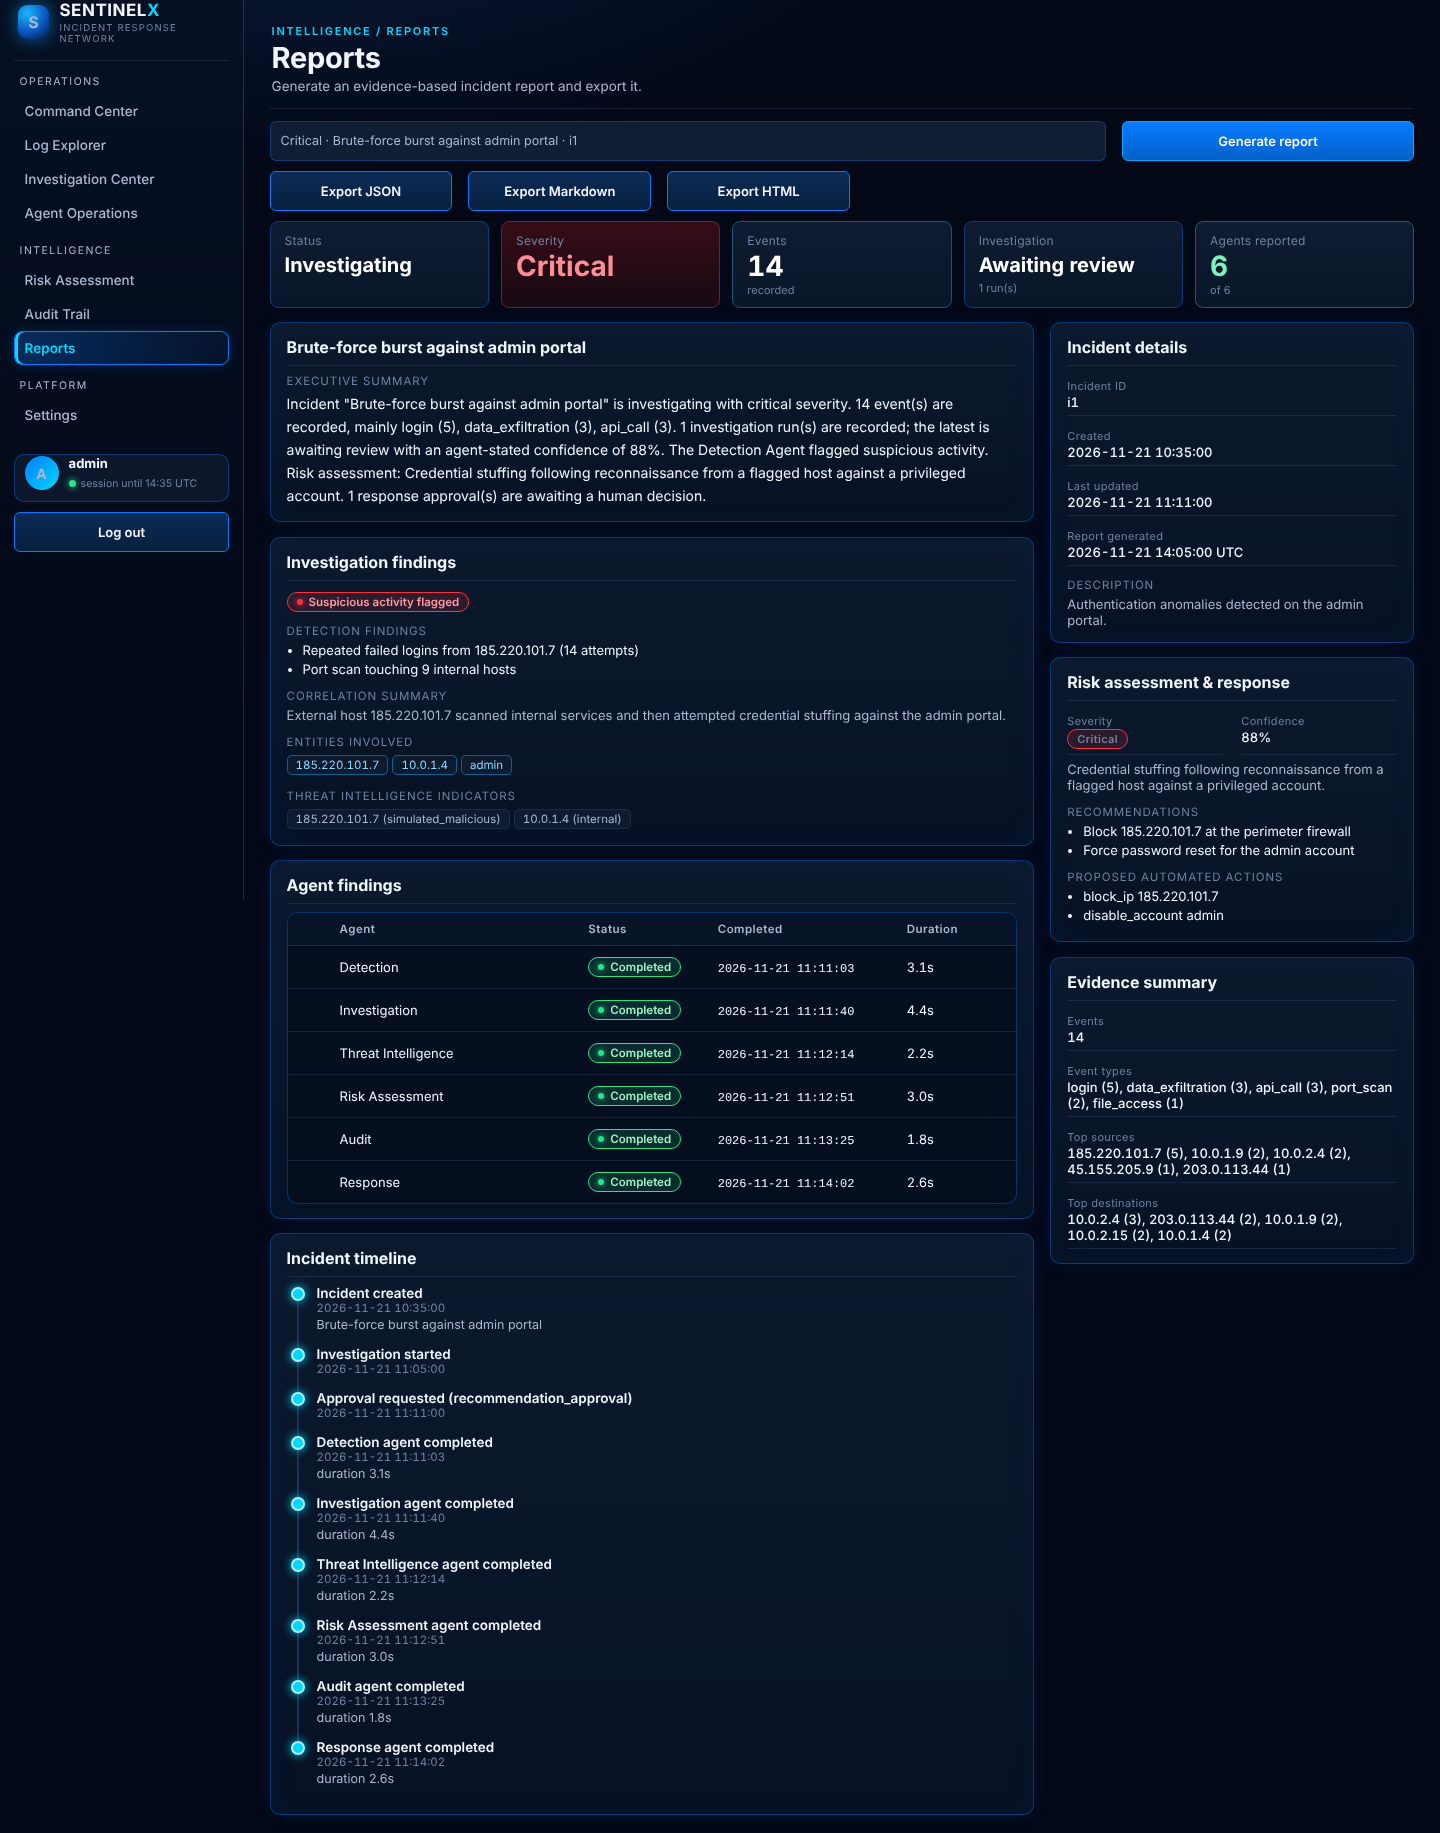 S
SENTINELX
INCIDENT RESPONSE
NETWORK
OPERATIONS
Command Center
Log Explorer
Investigation Center
Agent Operations
INTELLIGENCE
Risk Assessment
Audit Trail
Reports
PLATFORM
Settings
A
admin
session until 14:35 UTC
Log out
INTELLIGENCE / REPORTS
Reports
Generate an evidence-based incident report and export it.
Critical · Brute-force burst against admin portal · i1
Generate report
Export JSON
Export Markdown
Export HTML
Status
Investigating
Severity
Critical
Events
14
recorded
Investigation
Awaiting review
1 run(s)
Agents reported
6
of 6
Brute-force burst against admin portal
EXECUTIVE SUMMARY
Incident "Brute-force burst against admin portal" is investigating with critical severity. 14 event(s) are
recorded, mainly login (5), data_exfiltration (3), api_call (3). 1 investigation run(s) are recorded; the latest is
awaiting review with an agent-stated confidence of 88%. The Detection Agent flagged suspicious activity.
Risk assessment: Credential stuffing following reconnaissance from a flagged host against a privileged
account. 1 response approval(s) are awaiting a human decision.
Investigation findings
Suspicious activity flagged
DETECTION FINDINGS
• Repeated failed logins from 185.220.101.7 (14 attempts)
• Port scan touching 9 internal hosts
CORRELATION SUMMARY
External host 185.220.101.7 scanned internal services and then attempted credential stuffing against the admin portal.
ENTITIES INVOLVED
185.220.101.7 10.0.1.4 admin
THREAT INTELLIGENCE INDICATORS
185.220.101.7 (simulated_malicious) 10.0.1.4 (internal)
Agent findings
Agent Status Completed Duration
Detection Completed 2026-11-21 11:11:03 3.1s
Investigation Completed 2026-11-21 11:11:40 4.4s
Threat Intelligence Completed 2026-11-21 11:12:14 2.2s
Risk Assessment Completed 2026-11-21 11:12:51 3.0s
Audit Completed 2026-11-21 11:13:25 1.8s
Response Completed 2026-11-21 11:14:02 2.6s
Incident timeline
Incident created
2026-11-21 10:35:00
Brute-force burst against admin portal
Investigation started
2026-11-21 11:05:00
Approval requested (recommendation_approval)
2026-11-21 11:11:00
Detection agent completed
2026-11-21 11:11:03
duration 3.1s
Investigation agent completed
2026-11-21 11:11:40
duration 4.4s
Threat Intelligence agent completed
2026-11-21 11:12:14
duration 2.2s
Risk Assessment agent completed
2026-11-21 11:12:51
duration 3.0s
Audit agent completed
2026-11-21 11:13:25
duration 1.8s
Response agent completed
2026-11-21 11:14:02
duration 2.6s
Incident details
Incident ID
i1
Created
2026-11-21 10:35:00
Last updated
2026-11-21 11:11:00
Report generated
2026-11-21 14:05:00 UTC
DESCRIPTION
Authentication anomalies detected on the admin
portal.
Risk assessment & response
Severity
Critical
Confidence
88%
Credential stuffing following reconnaissance from a
flagged host against a privileged account.
RECOMMENDATIONS
• Block 185.220.101.7 at the perimeter firewall
• Force password reset for the admin account
PROPOSED AUTOMATED ACTIONS
• block_ip 185.220.101.7
• disable_account admin
Evidence summary
Events
14
Event types
login (5), data_exfiltration (3), api_call (3), port_scan
(2), file_access (1)
Top sources
185.220.101.7 (5), 10.0.1.9 (2), 10.0.2.4 (2),
45.155.205.9 (1), 203.0.113.44 (1)
Top destinations
10.0.2.4 (3), 203.0.113.44 (2), 10.0.1.9 (2),
10.0.2.15 (2), 10.0.1.4 (2)